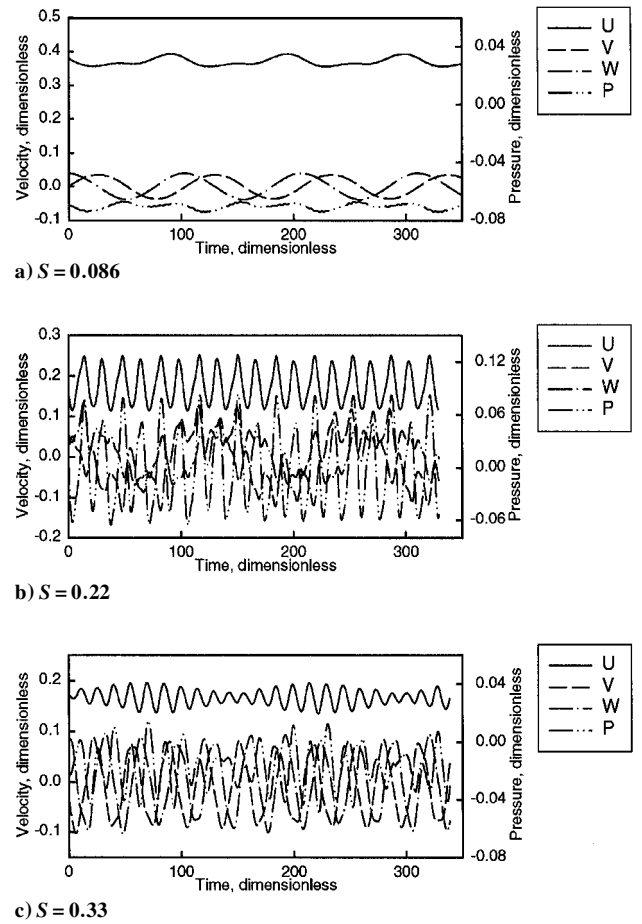 0.5
0.4
0.3
0.2
0.1
0.0
-0.1
Velocity, dimensionless
0.04
0.00
-0.04
-0.08
Pressure, dimensionless
0 100 200 300
Time, dimensionless
U
V
W
P
a) S = 0.086
0.3
0.2
0.1
0.0
-0.1
-0.2
Velocity, dimensionless
0.12
0.06
0.00
-0.06
Pressure, dimensionless
0 100 200 300
Time, dimensionless
U
V
W
P
b) S = 0.22
0.2
0.1
0.0
-0.1
Velocity, dimensionless
0.04
0.00
-0.04
-0.08
Pressure, dimensionless
0 100 200 300
Time, dimensionless
U
V
W
P
c) S = 0.33